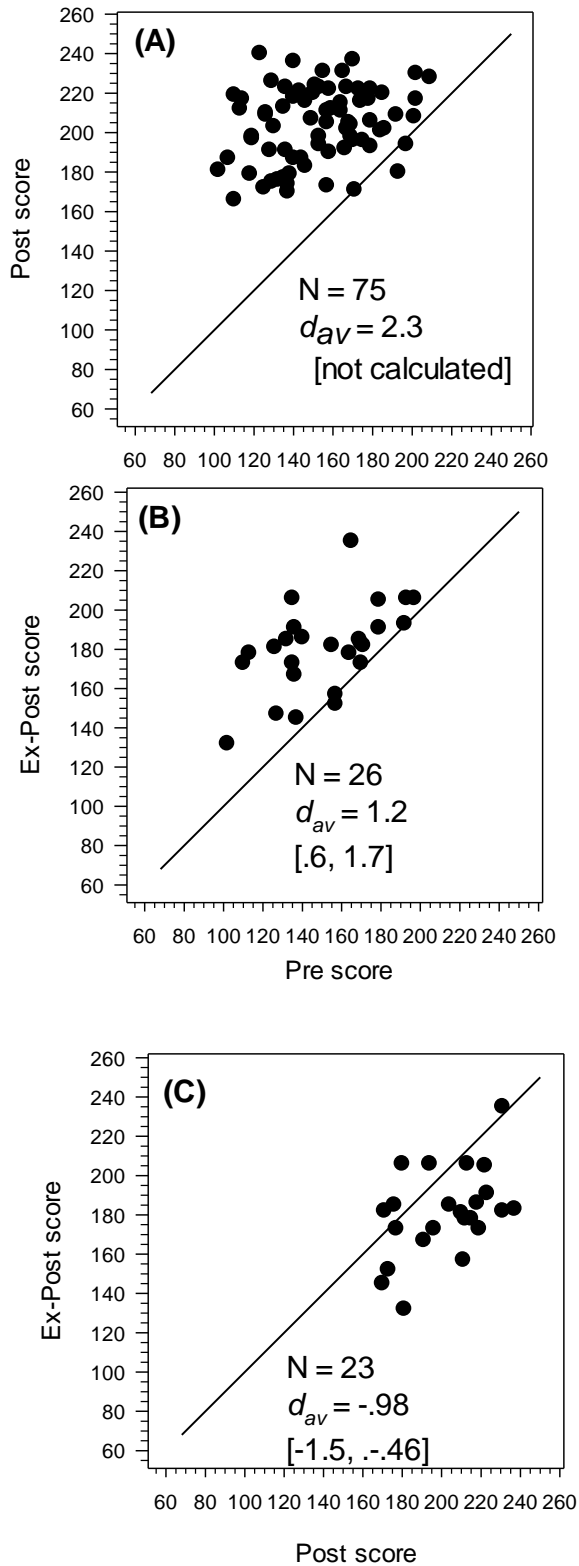 260
(A)
240
220
200
180
160
140
120
100
80
60
Post score
N = 75
dav = 2.3
[not calculated]
60 80 100 120 140 160 180 200 220 240 260
260
(B)
240
220
200
180
160
140
120
100
80
60
Ex-Post score
N = 26
dav = 1.2
[.6, 1.7]
60 80 100 120 140 160 180 200 220 240 260
Pre score
260
(C)
240
220
200
180
160
140
120
100
80
60
Ex-Post score
N = 23
dav = -.98
[-1.5, .-.46]
60 80 100 120 140 160 180 200 220 240 260
Post score